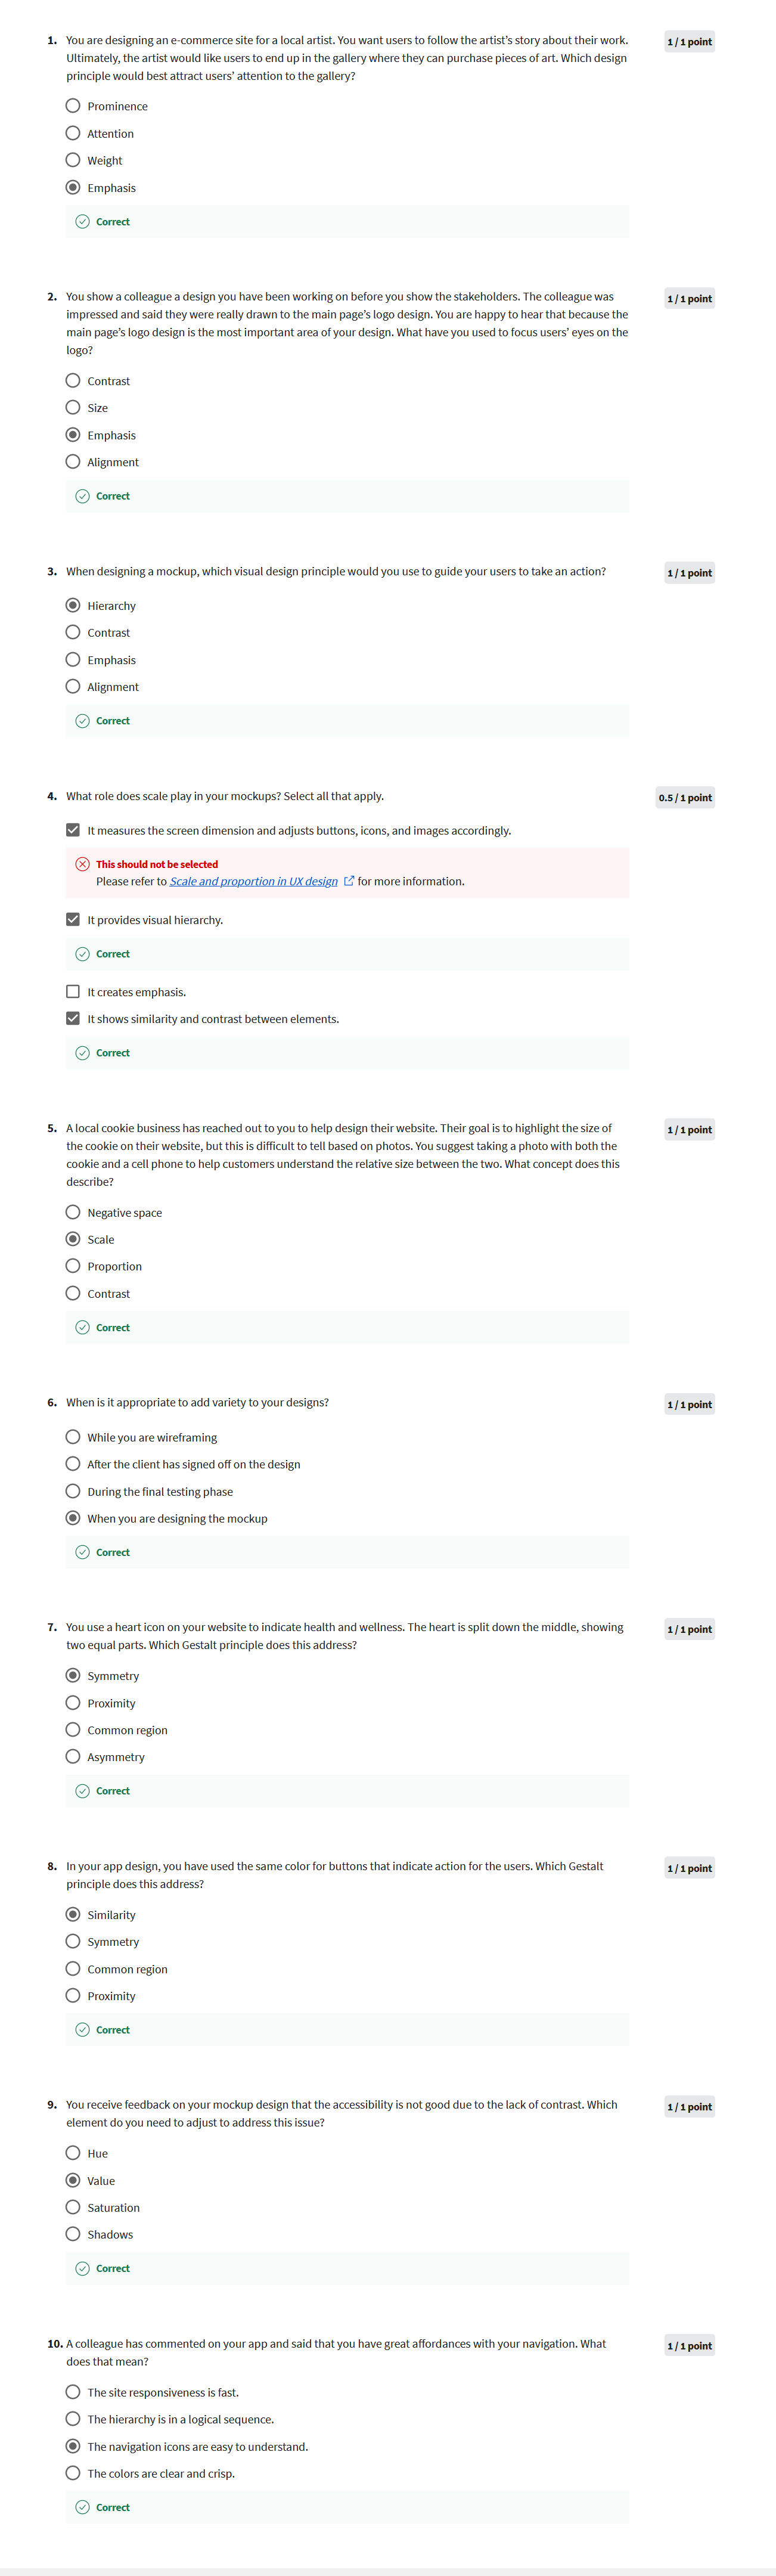 1. You are designing an e-commerce site for a local artist. You want users to follow the artist's story about their work.
1 / 1 point
Ultimately, the artist would like users to end up in the gallery where they can purchase pieces of art. Which design
principle would best attract users' attention to the gallery?
Prominence
Attention
Weight
Emphasis
Correct
2. You show a colleague a design you have been working on before you show the stakeholders. The colleague was
1 / 1 point
impressed and said they were really drawn to the main page's logo design. You are happy to hear that because the
main page's logo design is the most important area of your design. What have you used to focus users' eyes on the
logo?
Contrast
Size
Emphasis
Alignment
Correct
3. When designing a mockup, which visual design principle would you use to guide your users to take an action?
1 / 1 point
Hierarchy
Contrast
Emphasis
Alignment
Correct
4. What role does scale play in your mockups? Select all that apply.
0.5 / 1 point
It measures the screen dimension and adjusts buttons, icons, and images accordingly.
This should not be selected
Please refer to Scale and proportion in UX design for more information.
It provides visual hierarchy.
Correct
It creates emphasis.
It shows similarity and contrast between elements.
Correct
5. A local cookie business has reached out to you to help design their website. Their goal is to highlight the size of
1 / 1 point
the cookie on their website, but this is difficult to tell based on photos. You suggest taking a photo with both the
cookie and a cell phone to help customers understand the relative size between the two. What concept does this
describe?
Negative space
Scale
Proportion
Contrast
Correct
6. When is it appropriate to add variety to your designs?
1 / 1 point
While you are wireframing
After the client has signed off on the design
During the final testing phase
When you are designing the mockup
Correct
7. You use a heart icon on your website to indicate health and wellness. The heart is split down the middle, showing
1 / 1 point
two equal parts. Which Gestalt principle does this address?
Symmetry
Proximity
Common region
Asymmetry
Correct
8. In your app design, you have used the same color for buttons that indicate action for the users. Which Gestalt
1 / 1 point
principle does this address?
Similarity
Symmetry
Common region
Proximity
Correct
9. You receive feedback on your mockup design that the accessibility is not good due to the lack of contrast. Which
1 / 1 point
element do you need to adjust to address this issue?
Hue
Value
Saturation
Shadows
Correct
10. A colleague has commented on your app and said that you have great affordances with your navigation. What
1 / 1 point
does that mean?
The site responsiveness is fast.
The hierarchy is in a logical sequence.
The navigation icons are easy to understand.
The colors are clear and crisp.
Correct